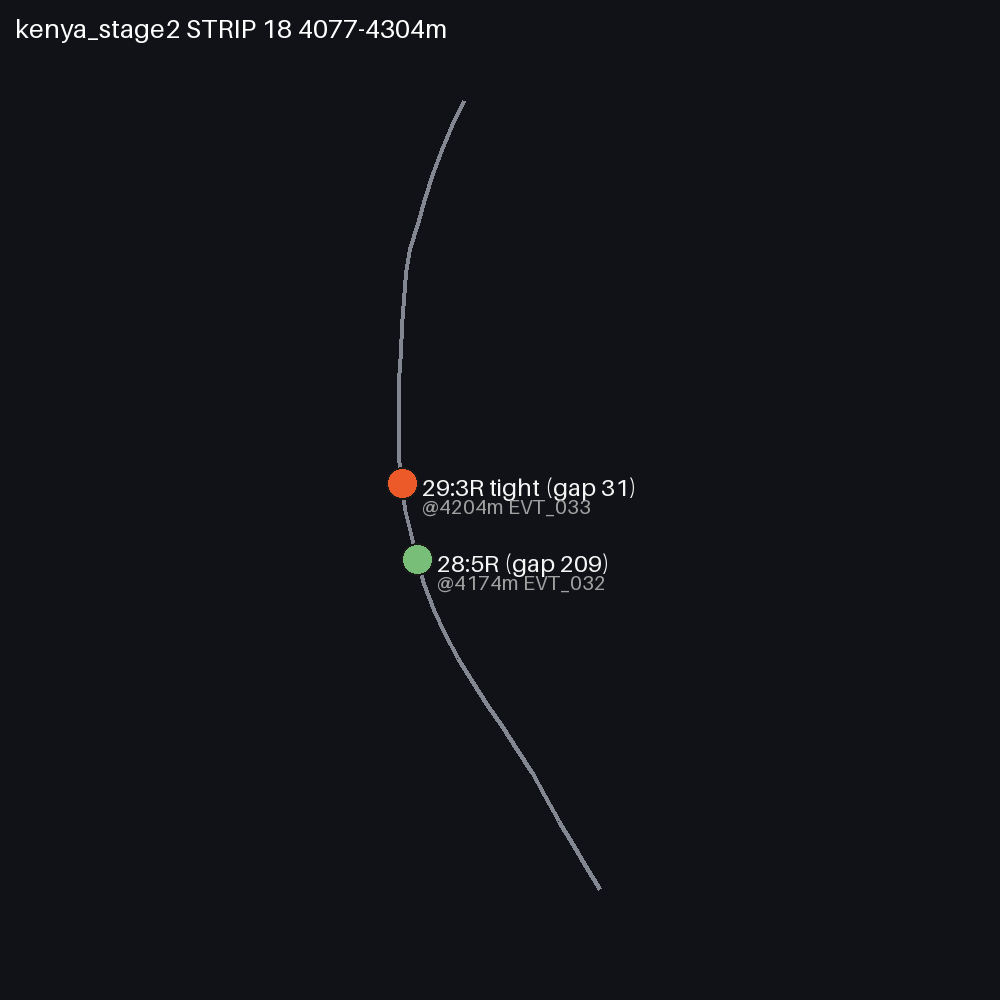 kenya_stage2 STRIP 18 4077-4304m
29:3R tight (gap 31)
@4204m EVT_033
28:5R (gap 209)
@4174m EVT_032